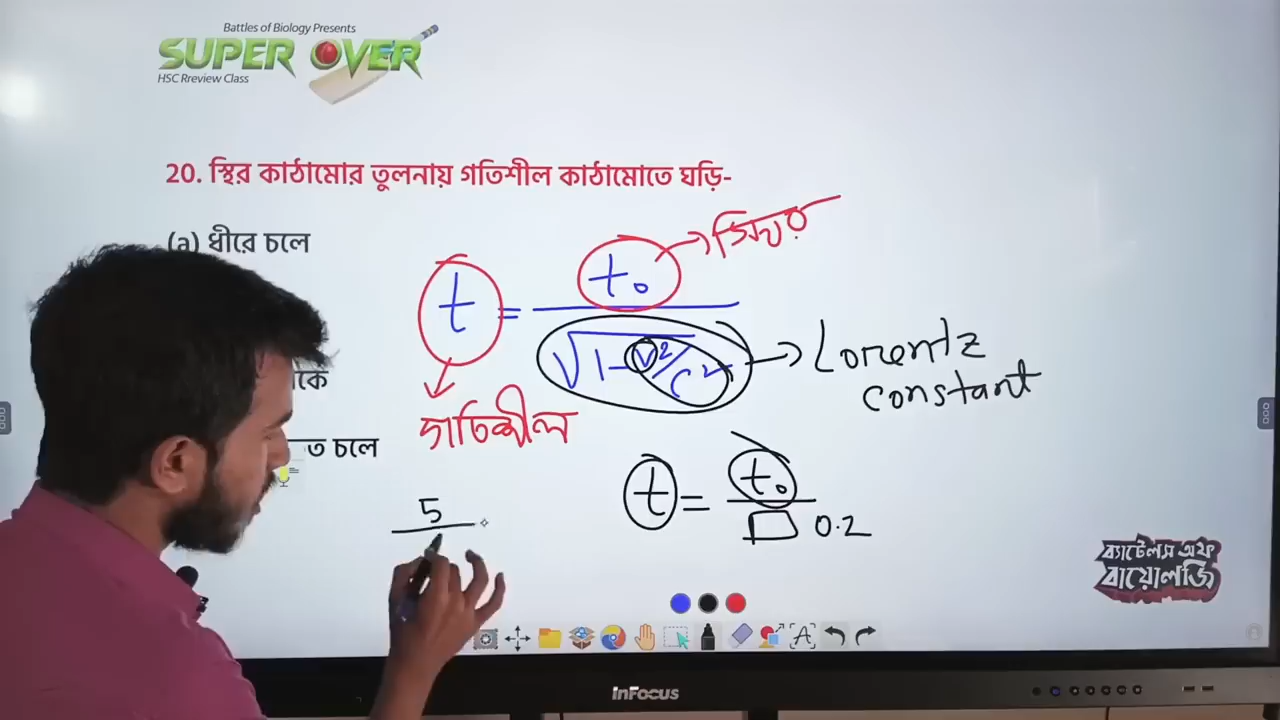 Battles of Biology Presents
SUPER OVER
HSC Rreview Class
20. স্থির কাঠামোর তুলনায় গতিশীল কাঠামোতে ঘড়ি-
(a) ধীরে চলে
কে
ত চলে
t = t₀ / √1-v²/c²
স্থির
Lorentz
constant
গতিশীল
t = t₀ / □ 0.2
5
ব্যাটেলস অফ
বায়োলজি
InFocus